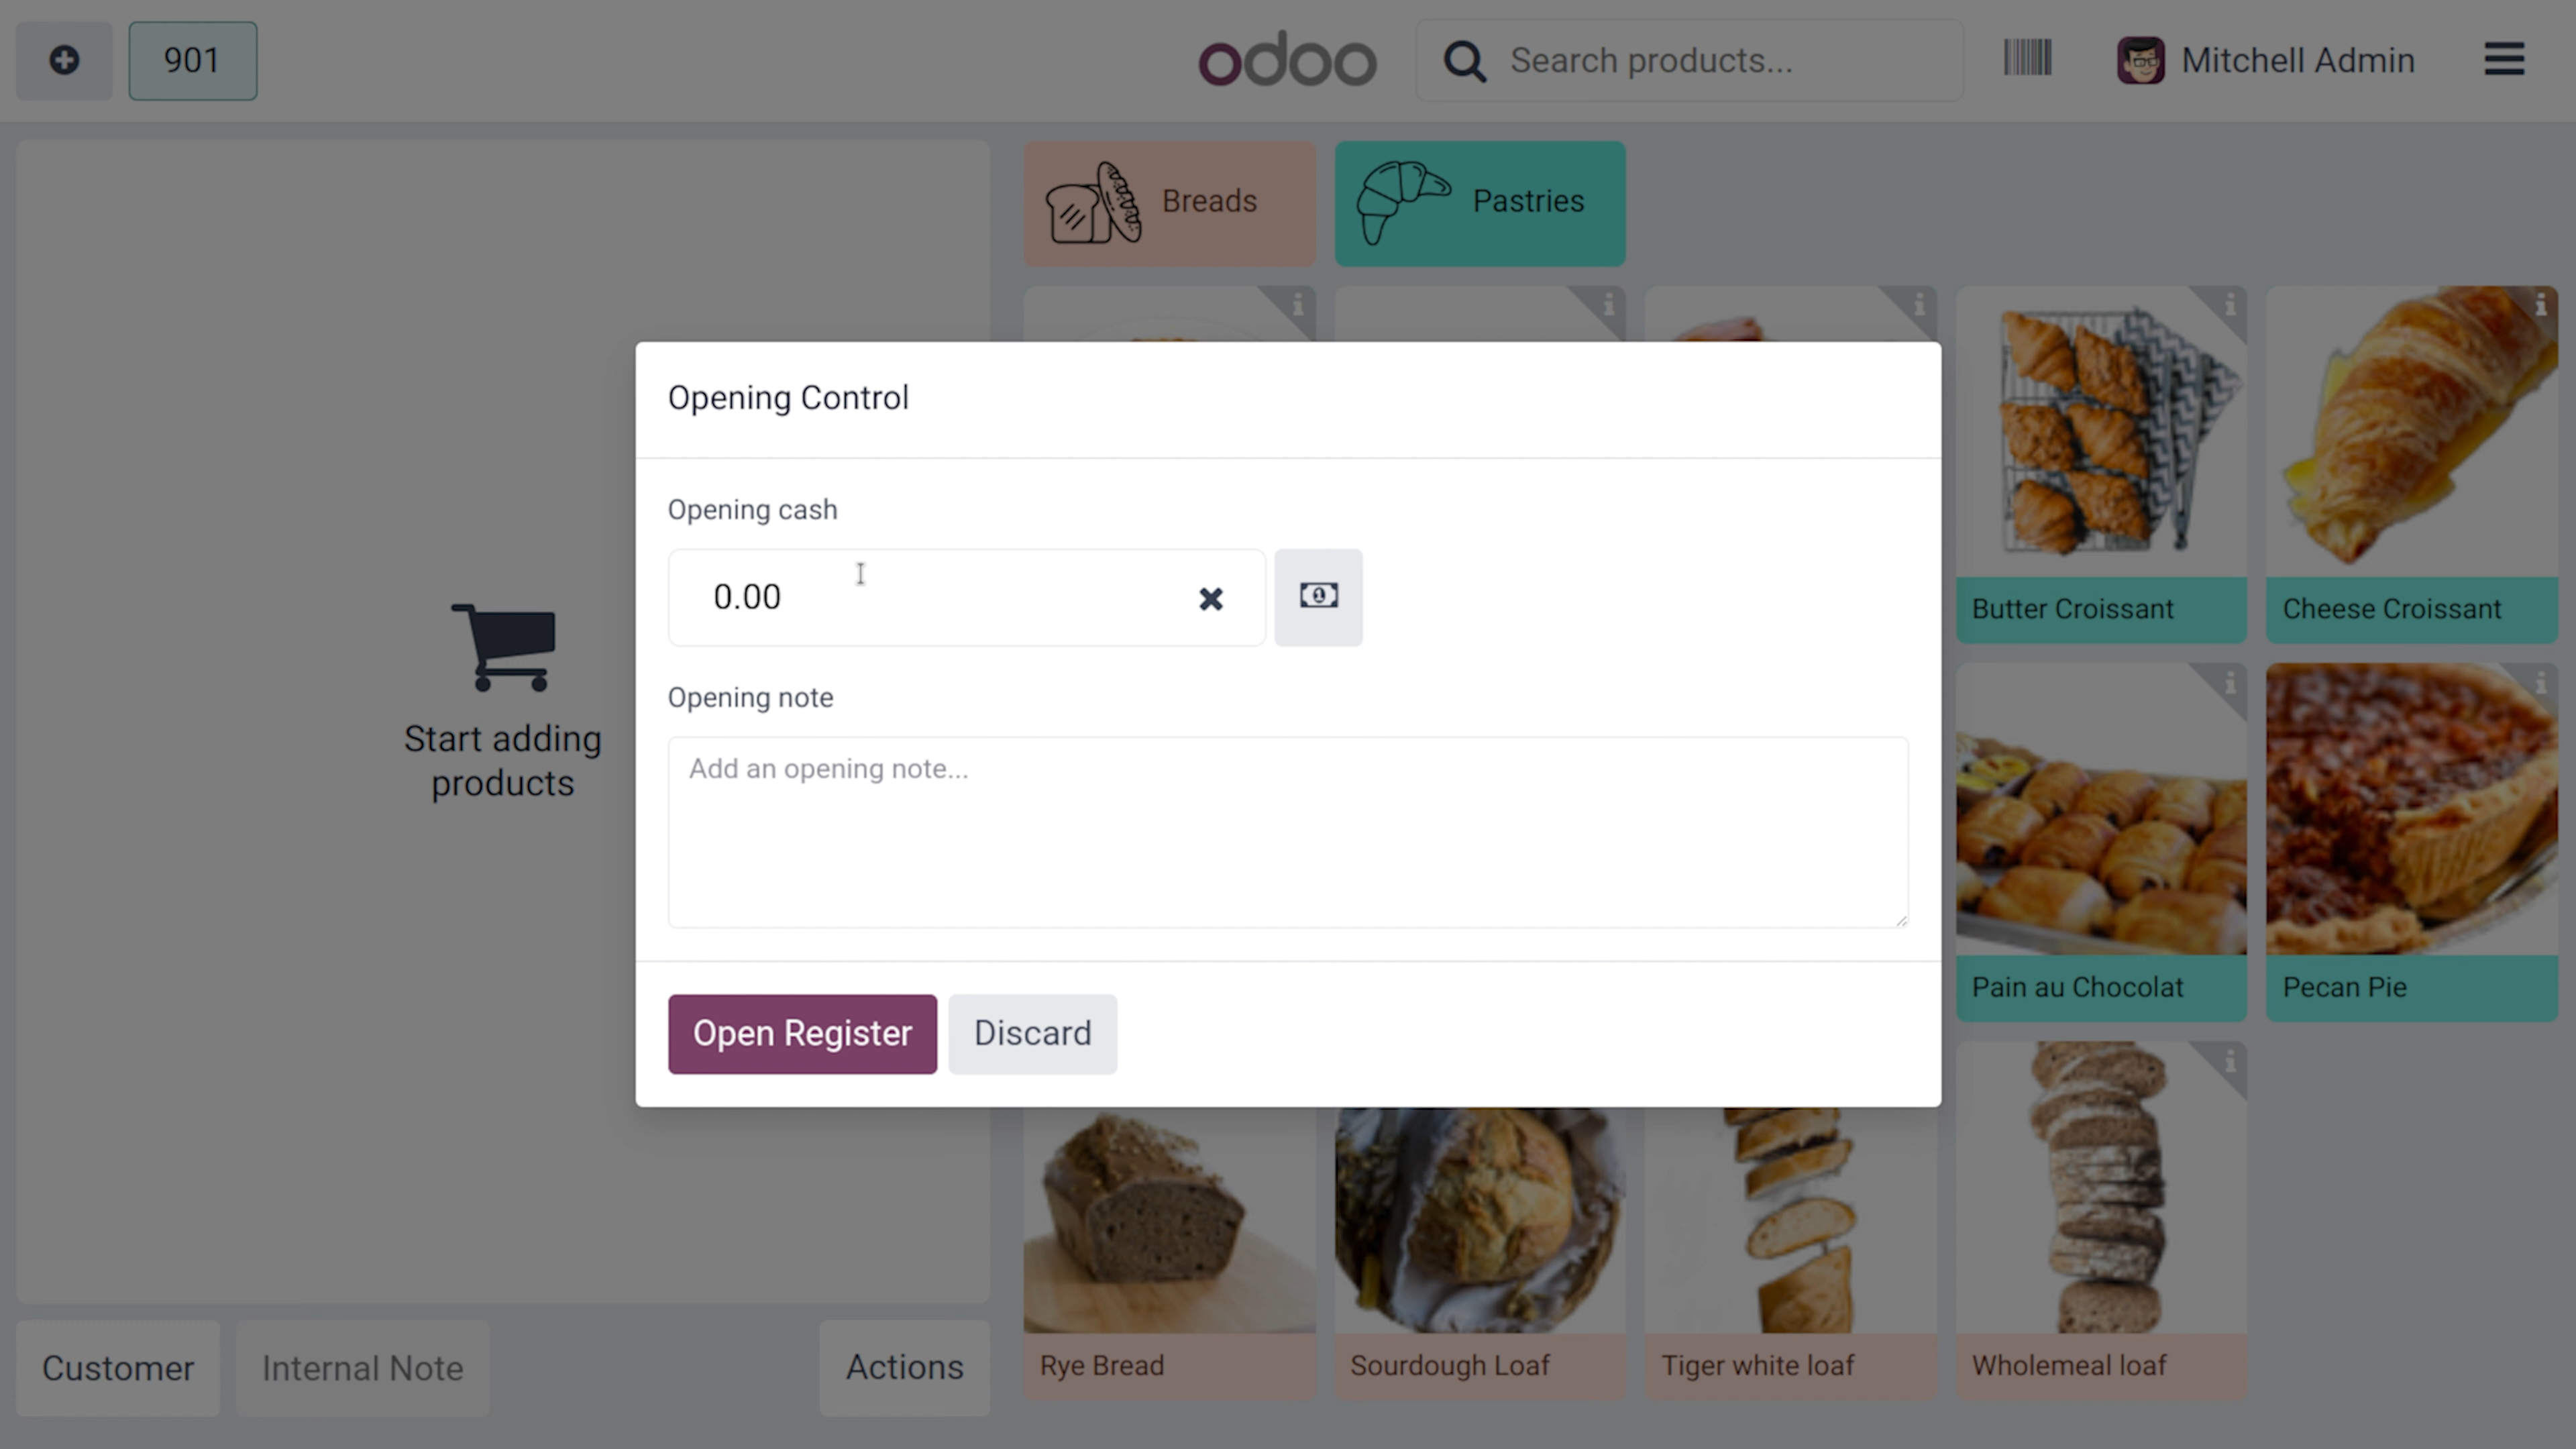 901
odoo
Search products...
Mitchell Admin
Breads
Pastries
Opening Control
Opening cash
0.00
Opening note
Add an opening note...
Open Register
Discard
Start adding
products
Butter Croissant
Cheese Croissant
Pain au Chocolat
Pecan Pie
Rye Bread
Sourdough Loaf
Tiger white loaf
Wholemeal loaf
Customer
Internal Note
Actions